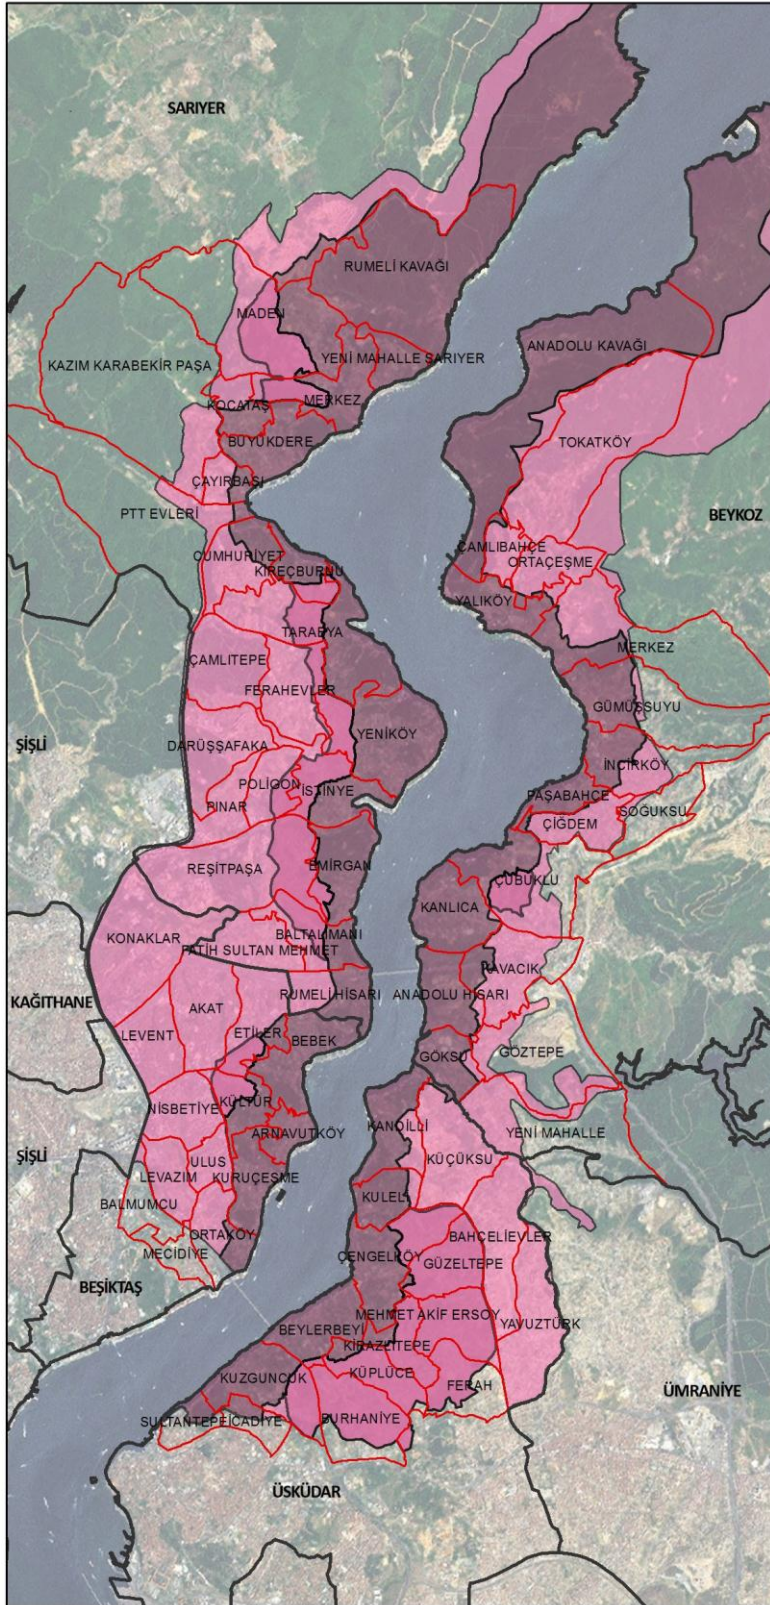 SARIYER
RUMELİ KAVAĞI
MADEN
ANADOLU KAVAĞI
YENİ MAHALLE SARIYER
KAZIM KARABEKİR PAŞA
MERKEZ
KOCATAŞ
BÜYÜKDERE
TOKATKÖY
ÇAYIRBAŞI
PTT EVLERİ
BEYKOZ
ÇAMLIBAHÇE
CUMHURİYET
ORTAÇEŞME
KİREÇBURNU
YALIKÖY
TARABYA
MERKEZ
ÇAMLITEPE
FERAHEVLER
GÜMÜŞSUYU
YENİKÖY
ŞİŞLİ
DARÜŞŞAFAKA
İNCİRKÖY
POLİGON
İSTİNYE
PAŞABAHÇE
PINAR
SOĞUKSU
ÇİĞDEM
EMİRGAN
REŞİTPAŞA
ÇUBUKLU
KANLICA
BALTALIMANI
KONAKLAR
FATİH SULTAN MEHMET
KAVACIK
RUMELİ HİSARI
ANADOLU HİSARI
KAĞITHANE
AKAT
LEVENT
ETİLER
BEBEK
GÖKSU
GÖZTEPE
KÜLTÜR
NİSBETİYE
YENİ MAHALLE
KANDİLLİ
ARNAVUTKÖY
ŞİŞLİ
ULUS
KÜÇÜKSU
LEVAZIM
KURUÇEŞME
KULELİ
BALMUMCU
ORTAKÖY
BAHÇELİEVLER
MECİDİYE
ÇENGELKÖY
GÜZELTEPE
BEŞİKTAŞ
MEHMET AKİF ERSOY
YAVUZTÜRK
BEYLERBEYİ
KİRAZLITEPE
KÜPLÜCE
KUZGUNCUK
FERAH
ÜMRANİYE
SULTANTEPE
İCADİYE
BURHANİYE
ÜSKÜDAR